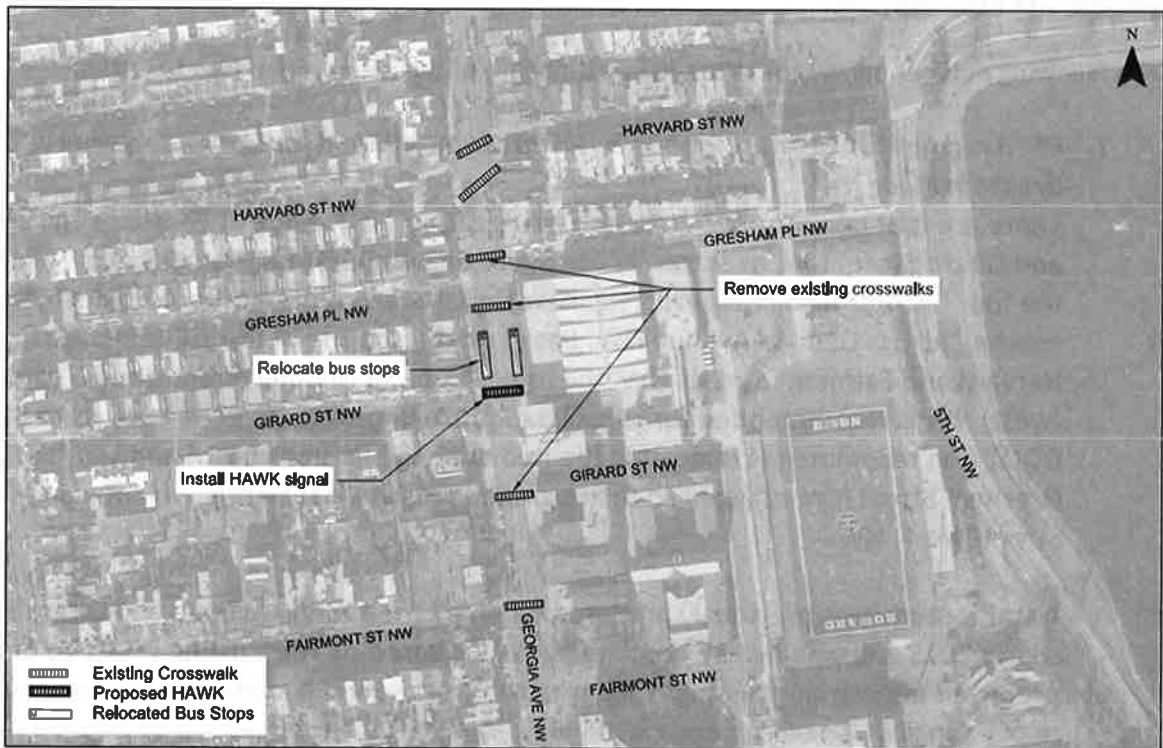 N
HARVARD ST NW
HARVARD ST NW
GRESHAM PL NW
Remove existing crosswalks
GRESHAM PL NW
Relocate bus stops
GIRARD ST NW
5TH ST NW
BISON
GIRARD ST NW
Install HAWK signal
HOWARD
FAIRMONT ST NW
GEORGIA AVE NW
FAIRMONT ST NW
Existing Crosswalk
Proposed HAWK
Relocated Bus Stops